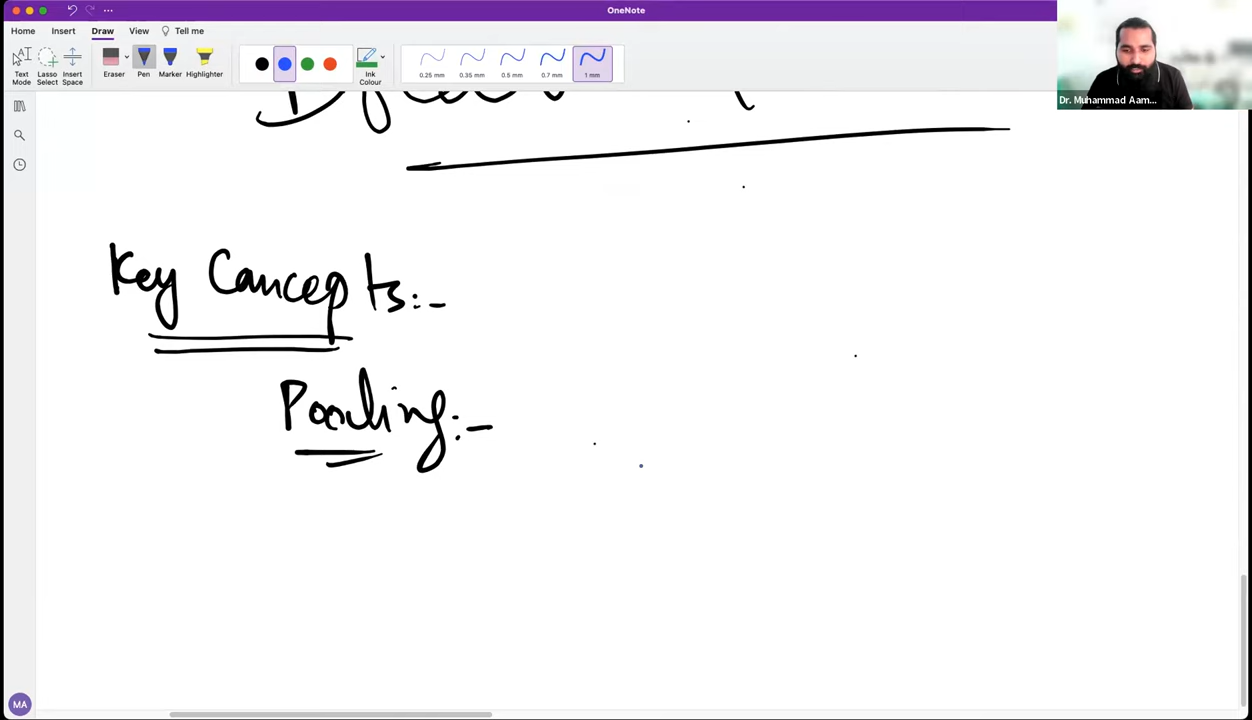 OneNote
Home Insert Draw View Tell me
Text Mode Lasso Select Insert Space Eraser Pen Marker Highlighter Ink Colour 0.25 mm 0.35 mm 0.5 mm 0.7 mm 1 mm
Dr. Muhammad Aam...
Key Concepts:-
Pooling:-
MA